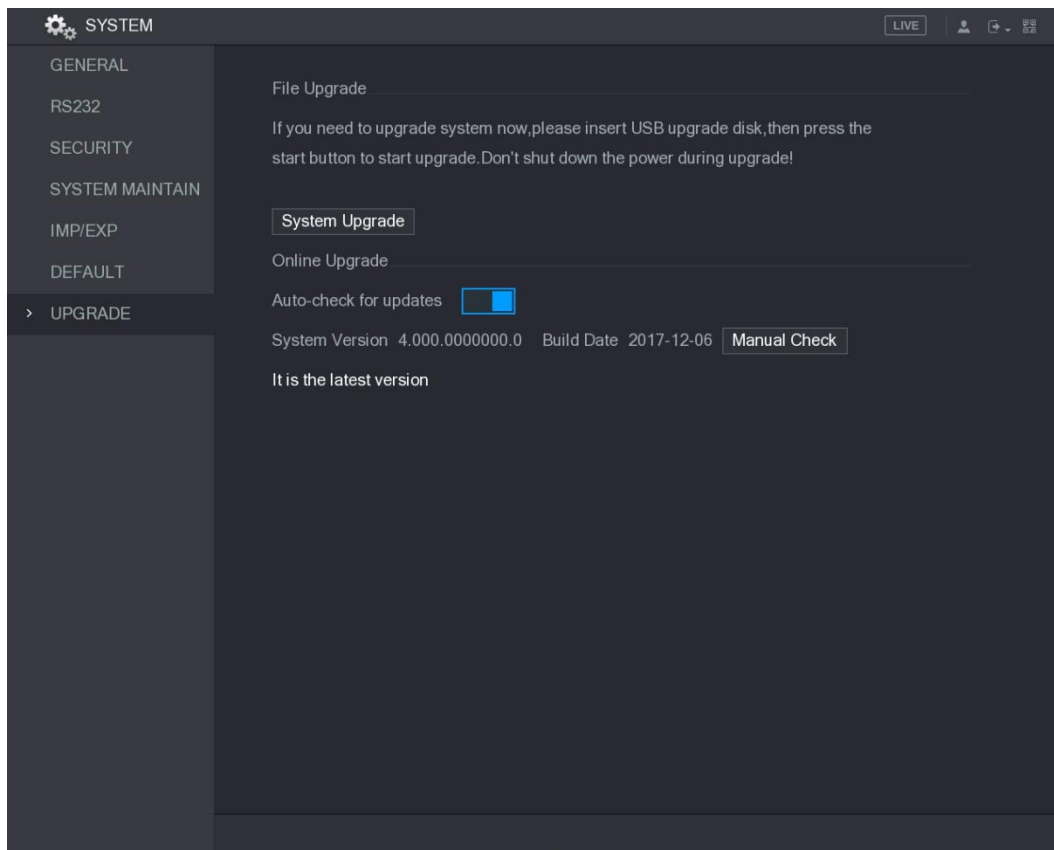 SYSTEM
LIVE
GENERAL
RS232
SECURITY
SYSTEM MAINTAIN
IMP/EXP
DEFAULT
UPGRADE
File Upgrade
If you need to upgrade system now,please insert USB upgrade disk,then press the
start button to start upgrade.Don't shut down the power during upgrade!
System Upgrade
Online Upgrade
Auto-check for updates
System Version 4.000.0000000.0 Build Date 2017-12-06 Manual Check
It is the latest version